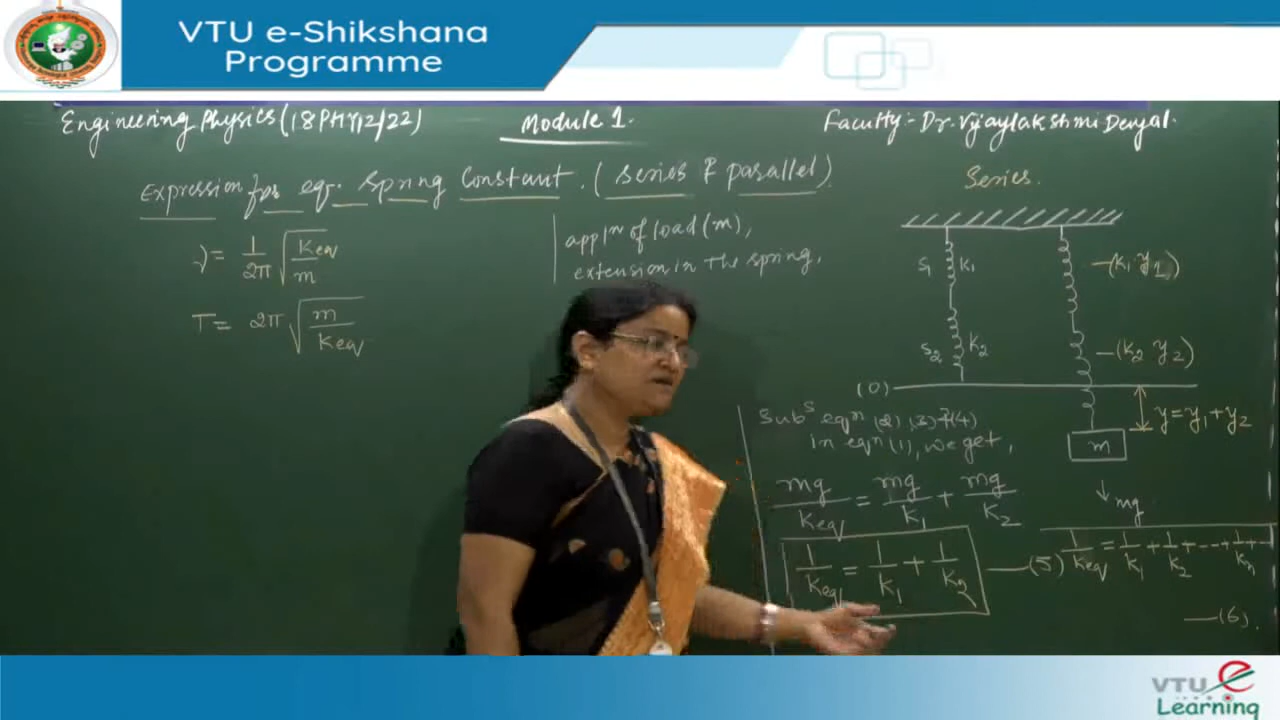 VTU e-Shikshana
Programme
Engineering Physics (18PHY12/22)
Module 1.
Faculty:- Dr. Vijaylakshmi Dengal.
Expression for eqt. spring constant. (series & parallel).
ν = 1/2π √(Keq/m)
T = 2π √(m/Keq)
appln of load (m),
extension in the spring,
Series.
S1 K1
(K1 y1)
S2 K2
(K2 y2)
(0)
y = y1 + y2
m
mg
Subs eqn (2), (3) & (4)
in eqn (1), we get,
mg/Keq = mg/K1 + mg/K2
1/Keq = 1/K1 + 1/K2 —(5)
1/Keq = 1/K1 + 1/K2 + --- + 1/Kn + --
—(6).
VTU e
Learning